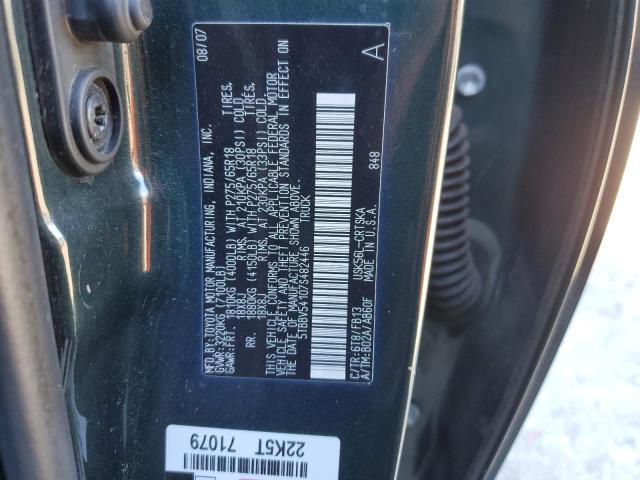 MFD.BY:TOYOTA MOTOR MANUFACTURING, INDIANA, INC. 08/07
GVWR:3220KG (7100LB)
GAWR:FRT. 1810KG (4000LB) WITH P275/65R18 TIRES,
18X8J RIMS, AT 210KPA (30PSI) COLD
RR. 1880KG (4150LB) WITH P275/65R18 TIRES,
18X8J RIMS, AT 230KPA (33PSI) COLD
THIS VEHICLE CONFORMS TO ALL APPLICABLE FEDERAL MOTOR
VEHICLE SAFETY AND THEFT PREVENTION STANDARDS IN EFFECT ON
THE DATE OF MANUFACTURE SHOWN ABOVE.
5TBBV54107S482446 TRUCK
A
C/TR:6T8/FB13 USK56L-CRTSKA 848
A/TM:B02A/AB60F MADE IN U.S.A.
22K5T
71079